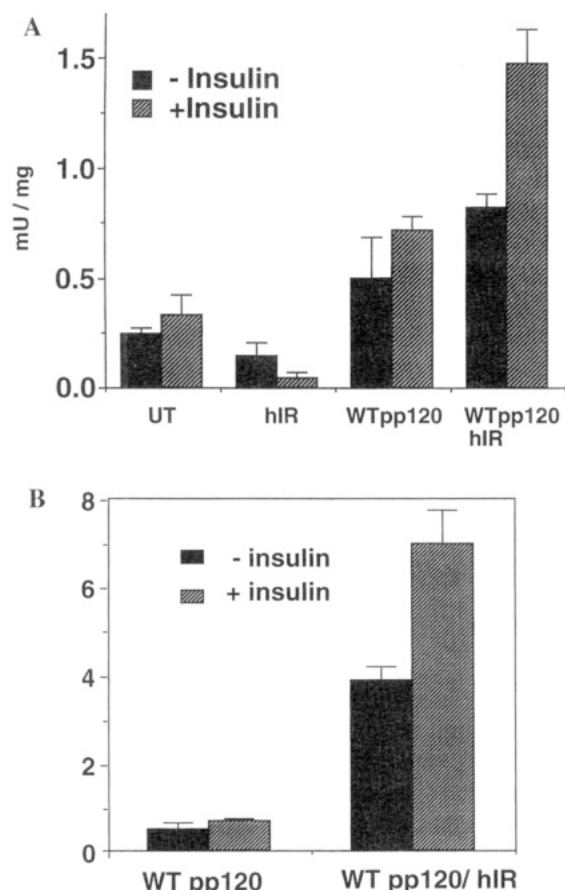 A
1.5
1.0
0.5
0.0
mU / mg
- Insulin
+Insulin
UT hIR WTpp120 WTpp120
hIR
B
8
6
4
2
0
- insulin
+ insulin
WT pp120 WT pp120/ hIR